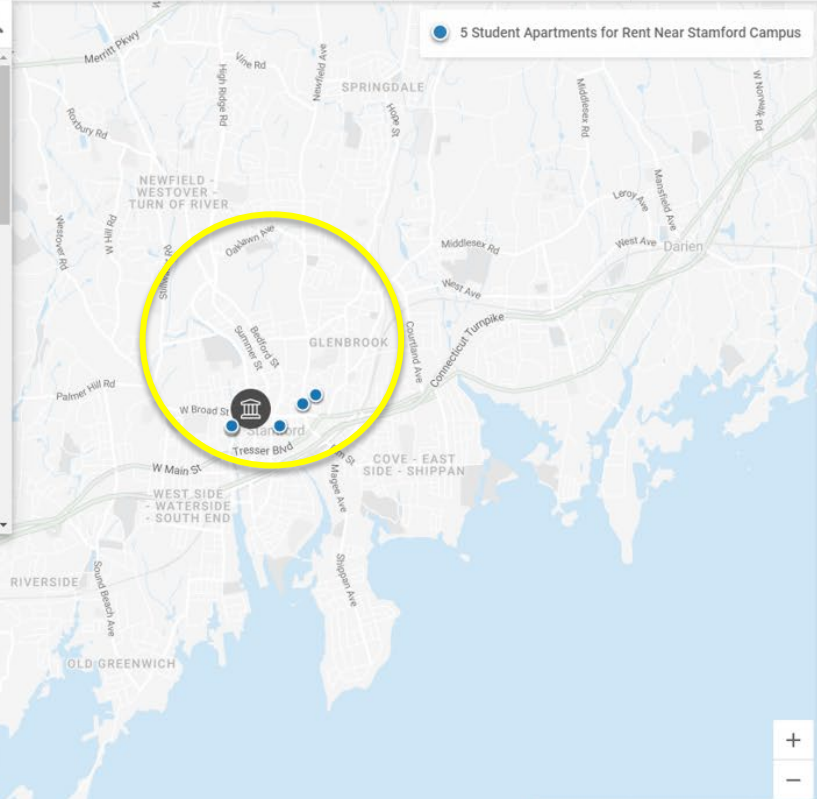 5 Student Apartments for Rent Near Stamford Campus
Merritt Pkwy
Vine Rd
High Ridge Rd
Newfield Ave
SPRINGDALE
Hope St
Middlesex Rd
W Norwalk Rd
Roxbury Rd
NEWFIELD -
WESTOVER -
TURN OF RIVER
Leroy Ave
Mansfield Ave
Westover Rd
W Hill Rd
Oaklawn Ave
Middlesex Rd
West Ave
Darien
West Ave
Bedford St
Summer St
GLENBROOK
Courtland Ave
Connecticut Turnpike
Palmer Hill Rd
W Broad St
Stamford
Tresser Blvd
W Main St
COVE - EAST
SIDE - SHIPPAN
Magee Ave
WEST SIDE
- WATERSIDE
- SOUTH END
Shippan Ave
RIVERSIDE
Sound Beach Ave
OLD GREENWICH
+
−